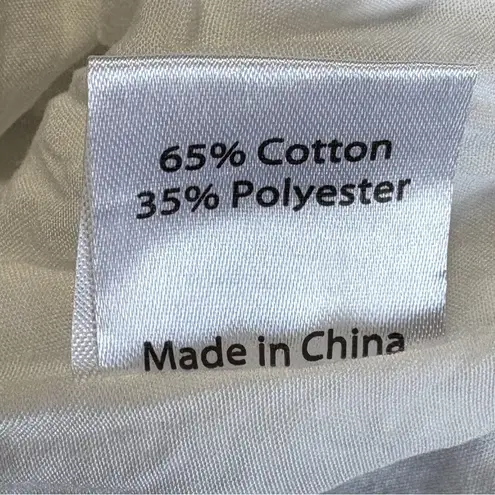 65% Cotton
35% Polyester
Made in China